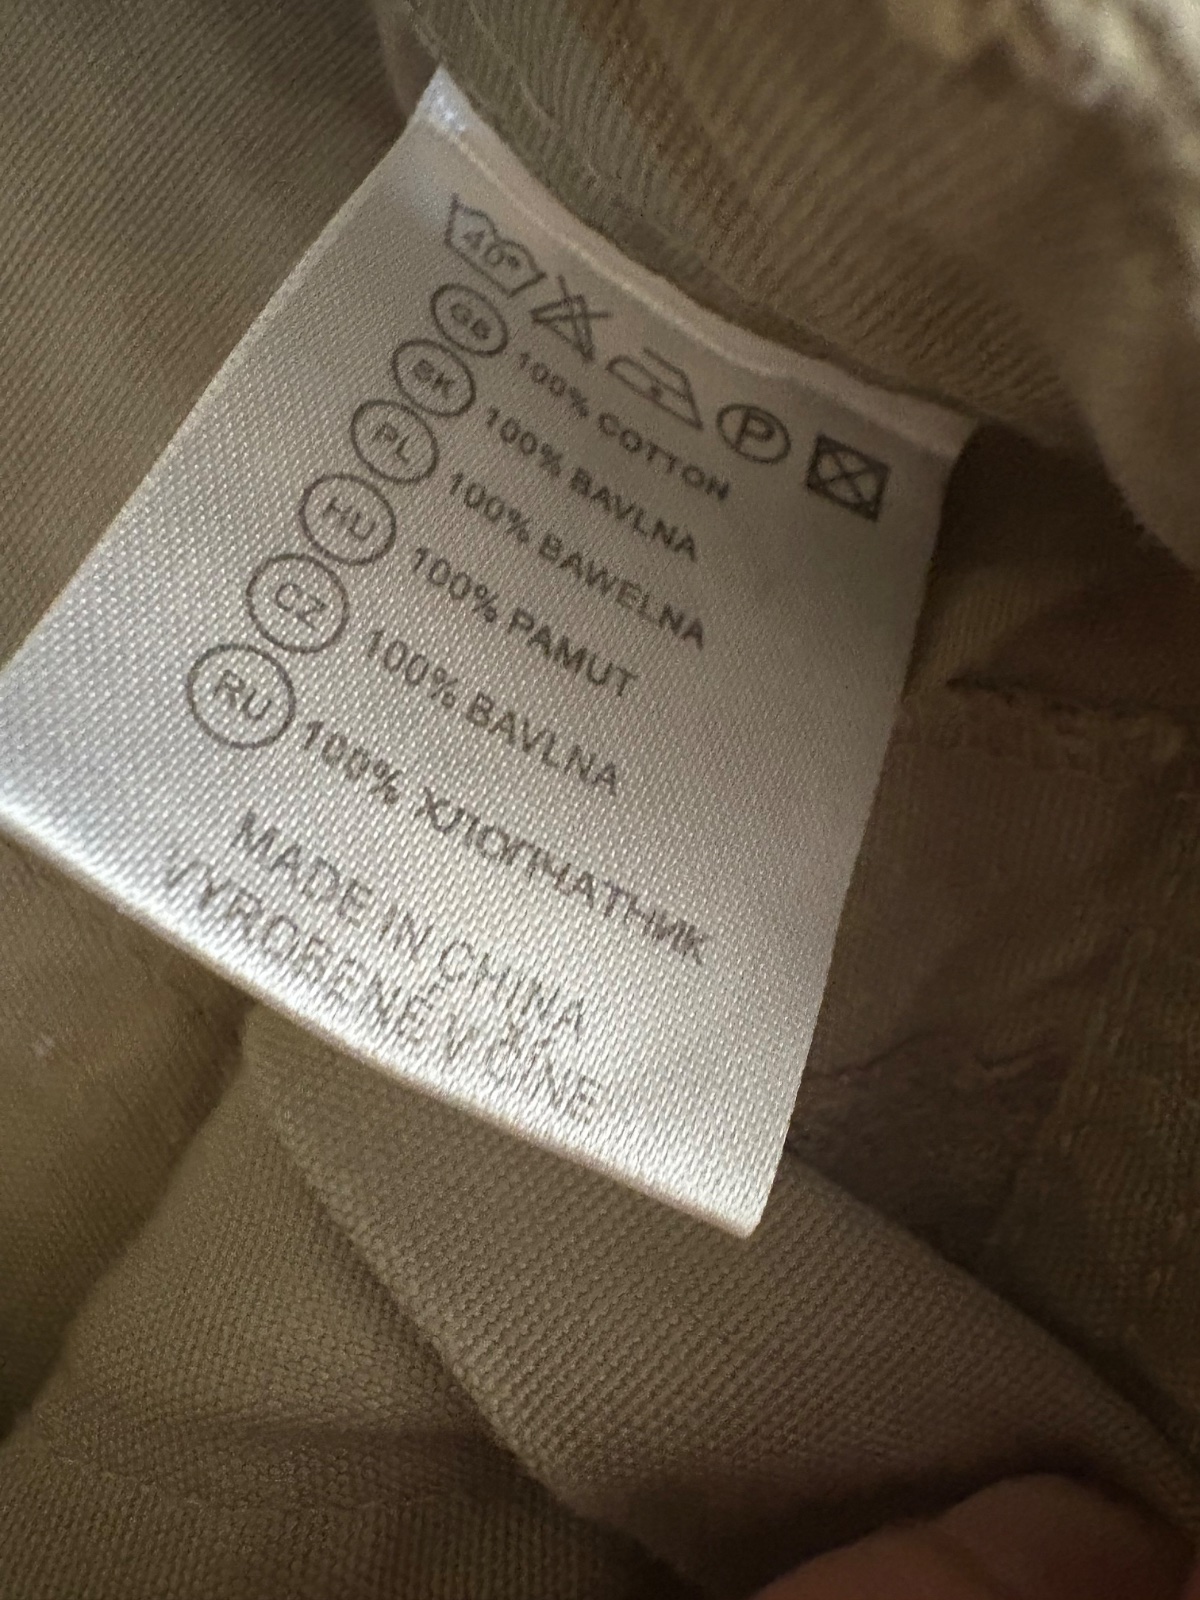 40°
P
GB 100% COTTON
SK 100% BAVLNA
PL 100% BAWELNA
HU 100% PAMUT
CZ 100% BAVLNA
RU 100% ХЛОПЧАТНИК
MADE IN CHINA
VYROBENÉ V ČÍNE